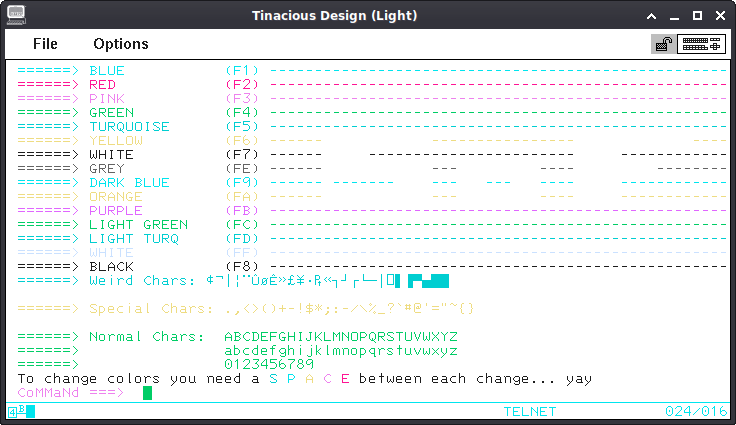 Tinacious Design (Light)
File Options
======> BLUE (F1) ----------------------------------------------------
======> RED (F2) ----------------------------------------------------
======> PINK (F3) ----------------------------------------------------
======> GREEN (F4) ----------------------------------------------------
======> TURQUOISE (F5) ----------------------------------------------------
======> YELLOW (F6) ------ --- ------------- ----
======> WHITE (F7) ------ ---------------- ---------------
======> GREY (FE) ------ ------------- ------------
======> DARK BLUE (F9) ------------ --- --- ---- ------------
======> ORANGE (FA) ----------------------------------------------------
======> PURPLE (FB) ----------------------------------------------------
======> LIGHT GREEN (FC) ----------------------------------------------------
======> LIGHT TURQ (FD) ----------------------------------------------------
======> WHITE (FF) ----------------------------------------------------
======> BLACK (F8) ----------------------------------------------------
======> Weird Chars: ¢¬|¦¨ÙøÊ»£¥·₧«┐┘┌└─│
======> Special Chars: .,<>()+-!$*;:-/\%_?`#@'="~{}
======> Normal Chars: ABCDEFGHIJKLMNOPQRSTUVWXYZ
======> abcdefghijklmnopqrstuvwxyz
======> 0123456789
To change colors you need a S P A C E between each change... yay
CoMMaNd ===>
4B TELNET 024/016